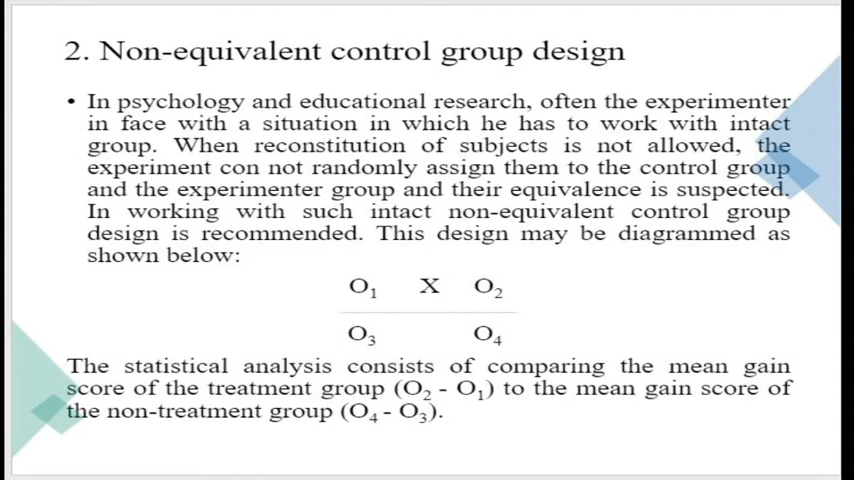 2. Non-equivalent control group design
• In psychology and educational research, often the experimenter
in face with a situation in which he has to work with intact
group. When reconstitution of subjects is not allowed, the
experiment con not randomly assign them to the control group
and the experimenter group and their equivalence is suspected.
In working with such intact non-equivalent control group
design is recommended. This design may be diagrammed as
shown below:
O₁ X O₂
O₃ O₄
The statistical analysis consists of comparing the mean gain
score of the treatment group (O₂ - O₁) to the mean gain score of
the non-treatment group (O₄ - O₃).